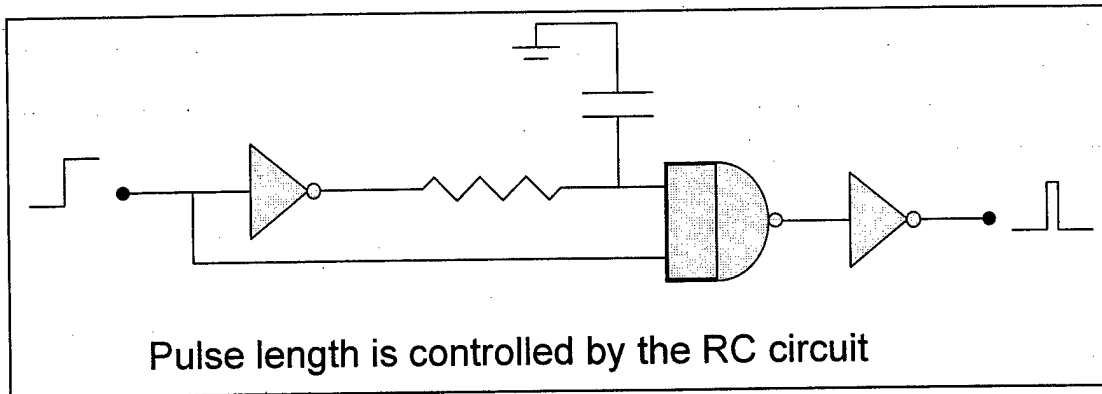 Pulse length is controlled by the RC circuit